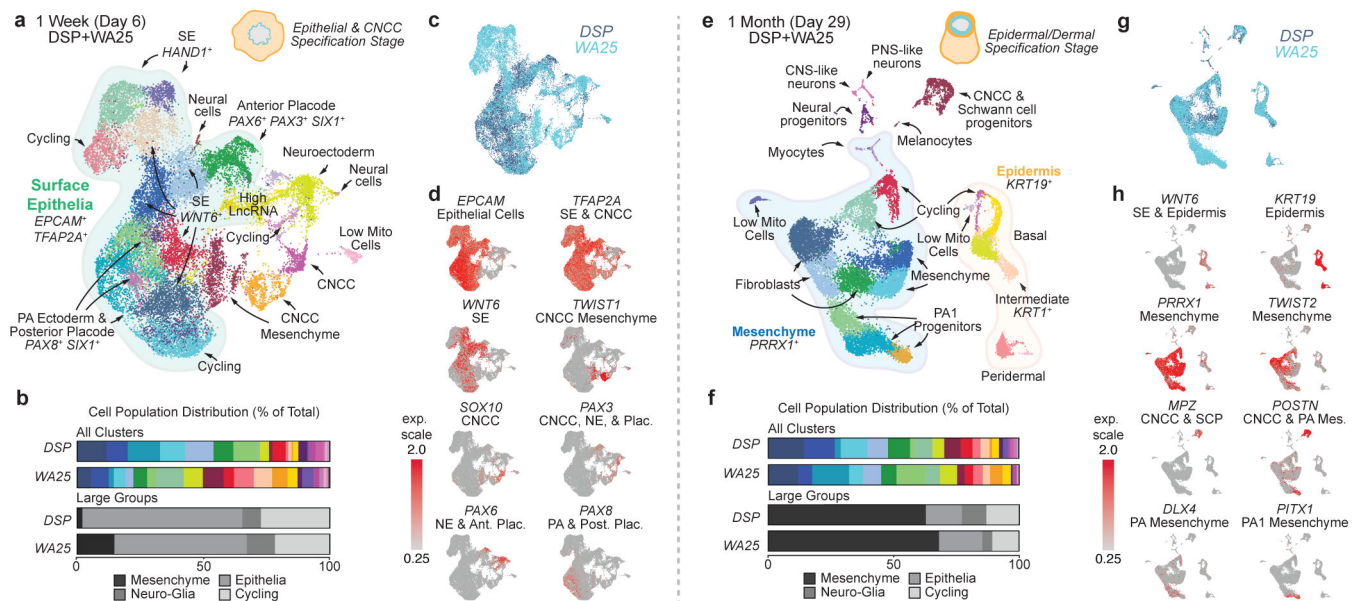 a
1 Week (Day 6)
DSP+WA25
Epithelial & CNCC
Specification Stage
SE
HAND1⁺
Neural
cells
Anterior Placode
PAX6⁺ PAX3⁺ SIX1⁺
Cycling
Neuroectoderm
Neural
cells
Surface
Epithelia
EPCAM⁺
TFAP2A⁺
SE
WNT6⁺
High
LncRNA
Cycling
Low Mito
Cells
CNCC
CNCC
Mesenchyme
PA Ectoderm &
Posterior Placode
PAX8⁺ SIX1⁺
Cycling
b
Cell Population Distribution (% of Total)
All Clusters
DSP
WA25
Large Groups
DSP
WA25
0
50
100
Mesenchyme
Epithelia
Neuro-Glia
Cycling
c
DSP
WA25
d
EPCAM
Epithelial Cells
TFAP2A
SE & CNCC
WNT6
SE
TWIST1
CNCC Mesenchyme
SOX10
CNCC
PAX3
CNCC, NE, & Plac.
PAX6
NE & Ant. Plac.
PAX8
PA & Post. Plac.
exp.
scale
2.0
0.25
e
1 Month (Day 29)
DSP+WA25
Epidermal/Dermal
Specification Stage
PNS-like
neurons
CNS-like
neurons
Neural
progenitors
CNCC &
Schwann cell
progenitors
Melanocytes
Myocytes
Epidermis
KRT19⁺
Low Mito
Cells
Cycling
Basal
Low Mito
Cells
Mesenchyme
Fibroblasts
Intermediate
KRT1⁺
PA1
Progenitors
Mesenchyme
PRRX1⁺
Peridermal
f
Cell Population Distribution (% of Total)
All Clusters
DSP
WA25
Large Groups
DSP
WA25
0
50
100
Mesenchyme
Epithelia
Neuro-Glia
Cycling
g
DSP
WA25
h
WNT6
SE & Epidermis
KRT19
Epidermis
PRRX1
Mesenchyme
TWIST2
Mesenchyme
MPZ
CNCC & SCP
POSTN
CNCC & PA Mes.
DLX4
PA Mesenchyme
PITX1
PA1 Mesenchyme
exp.
scale
2.0
0.25